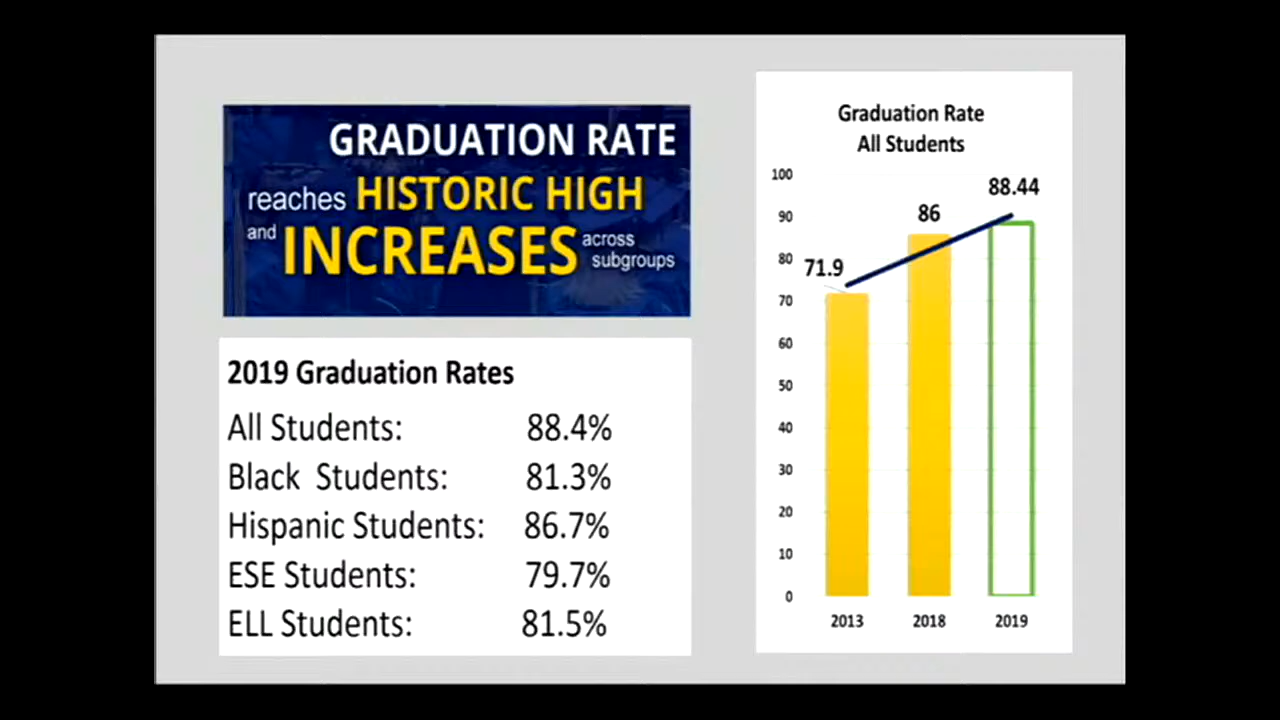 GRADUATION RATE
reaches HISTORIC HIGH
and INCREASES across subgroups
2019 Graduation Rates
All Students: 88.4%
Black Students: 81.3%
Hispanic Students: 86.7%
ESE Students: 79.7%
ELL Students: 81.5%
Graduation Rate
All Students
100
90
80
70
60
50
40
30
20
10
0
71.9
86
88.44
2013
2018
2019